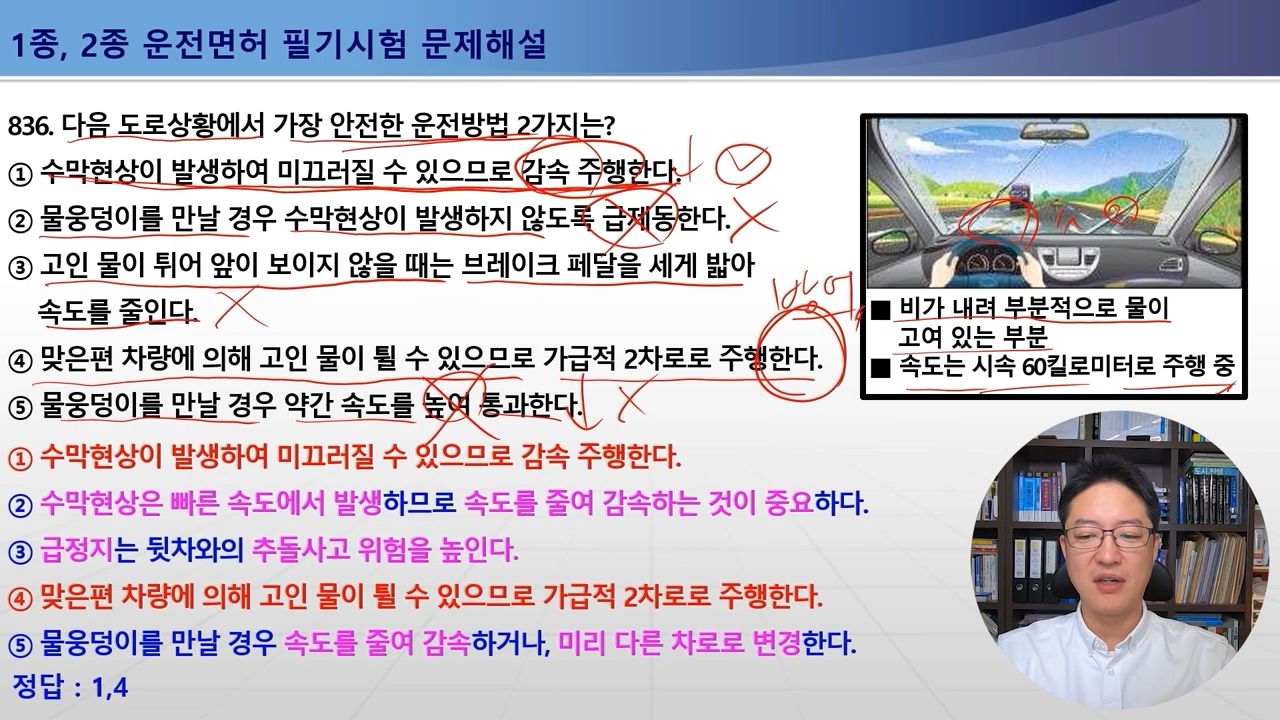 1종, 2종 운전면허 필기시험 문제해설
836. 다음 도로상황에서 가장 안전한 운전방법 2가지는?
① 수막현상이 발생하여 미끄러질 수 있으므로 감속 주행한다.
② 물웅덩이를 만날 경우 수막현상이 발생하지 않도록 급제동한다.
③ 고인 물이 튀어 앞이 보이지 않을 때는 브레이크 페달을 세게 밟아
속도를 줄인다.
④ 맞은편 차량에 의해 고인 물이 튈 수 있으므로 가급적 2차로로 주행한다.
⑤ 물웅덩이를 만날 경우 약간 속도를 높여 통과한다.
■ 비가 내려 부분적으로 물이
고여 있는 부분
■ 속도는 시속 60킬로미터로 주행 중
방어
2
① 수막현상이 발생하여 미끄러질 수 있으므로 감속 주행한다.
② 수막현상은 빠른 속도에서 발생하므로 속도를 줄여 감속하는 것이 중요하다.
③ 급정지는 뒷차와의 추돌사고 위험을 높인다.
④ 맞은편 차량에 의해 고인 물이 튈 수 있으므로 가급적 2차로로 주행한다.
⑤ 물웅덩이를 만날 경우 속도를 줄여 감속하거나, 미리 다른 차로로 변경한다.
정답 : 1,4